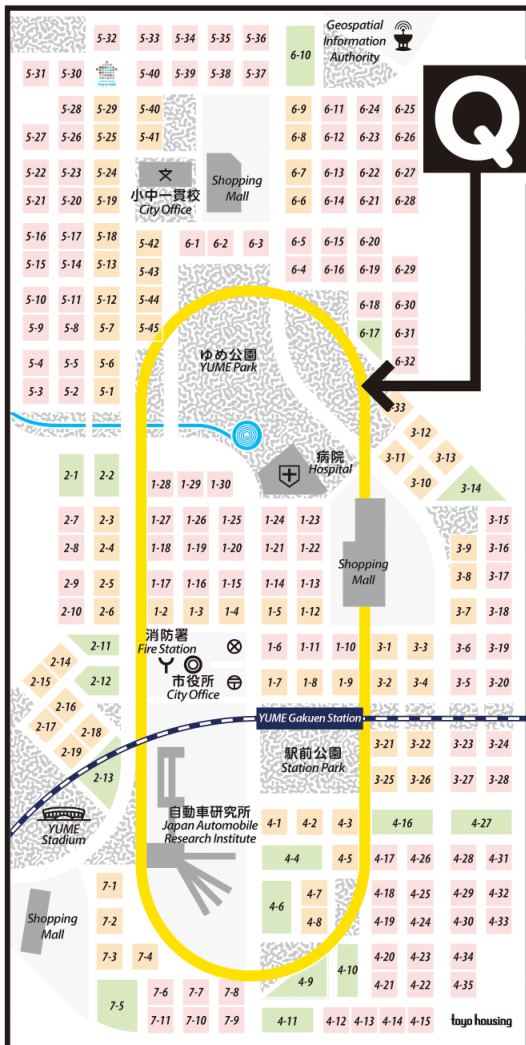 Geospatial
Information
Authority
Q
5-32 5-33 5-34 5-35 5-36 6-10
5-31 5-30 5-40 5-39 5-38 5-37
5-28 5-29 5-40 6-9 6-11 6-24 6-25
5-27 5-26 5-25 5-41 6-8 6-12 6-23 6-26
5-22 5-23 5-24 6-7 6-13 6-22 6-27
文
小中一貫校
City Office
Shopping
Mall
5-21 5-20 5-19 6-6 6-14 6-21 6-28
5-16 5-17 5-18 5-42 6-1 6-2 6-3 6-5 6-15 6-20
5-15 5-14 5-13 5-43 6-4 6-16 6-19 6-29
5-10 5-11 5-12 5-44 6-18 6-30
5-9 5-8 5-7 5-45 6-17 6-31
5-4 5-5 5-6 6-32
ゆめ公園
YUME Park
5-3 5-2 5-1
3-12
3-11 3-13
3-10 3-14
病院
Hospital
2-1 2-2 1-28 1-29 1-30
2-7 2-3 1-27 1-26 1-25 1-24 1-23 3-15
2-8 2-4 1-18 1-19 1-20 1-21 1-22 3-9 3-16
Shopping
Mall
2-9 2-5 1-17 1-16 1-15 1-14 1-13 3-8 3-17
2-10 2-6 1-2 1-3 1-4 1-5 1-12 3-7 3-18
消防署
Fire Station
2-11 1-6 1-11 1-10 3-1 3-3 3-6 3-19
2-14
2-15 2-12 1-7 1-8 1-9 3-2 3-4 3-5 3-20
市役所
City Office
2-16
2-17 2-18
2-19
2-13
YUME Gakuen Station
駅前公園
Station Park
3-21 3-22 3-23 3-24
3-25 3-26 3-27 3-28
自動車研究所
Japan Automobile
Research Institute
YUME
Stadium
4-1 4-2 4-3 4-16 4-27
4-4 4-5 4-17 4-26 4-28 4-31
7-1 4-6 4-7 4-18 4-25 4-29 4-32
7-2 4-8 4-19 4-24 4-30 4-33
Shopping
Mall
7-3 7-4 4-9 4-10 4-20 4-23 4-34
4-21 4-22 4-35
7-5 7-6 7-7 7-8
7-11 7-10 7-9 4-11 4-12 4-13 4-14 4-15
toyo housing